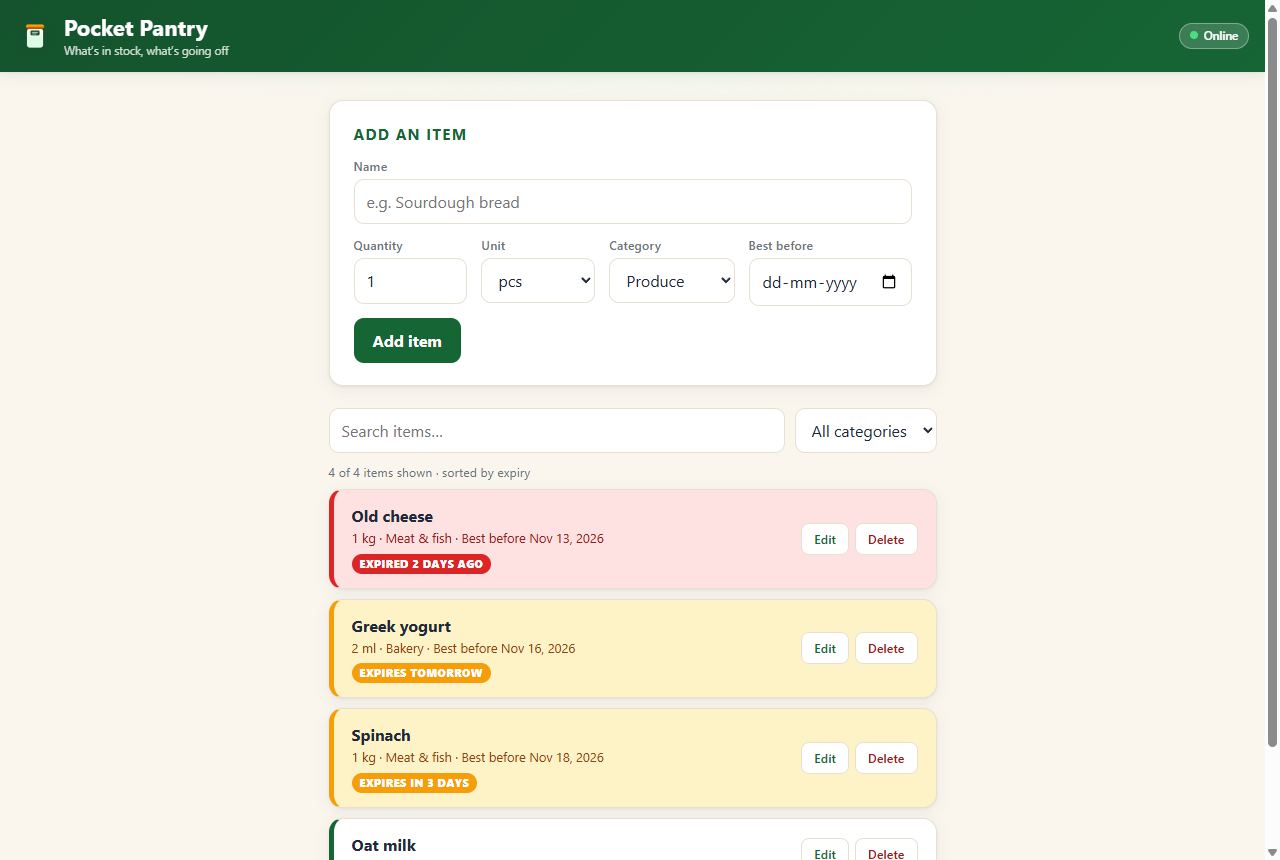 Pocket Pantry
What's in stock, what's going off
Online
ADD AN ITEM
Name
e.g. Sourdough bread
Quantity Unit Category Best before
1 pcs Produce dd-mm-yyyy
Add item
Search items... All categories
4 of 4 items shown · sorted by expiry
Old cheese
1 kg · Meat & fish · Best before Nov 13, 2026
EXPIRED 2 DAYS AGO
Edit Delete
Greek yogurt
2 ml · Bakery · Best before Nov 16, 2026
EXPIRES TOMORROW
Edit Delete
Spinach
1 kg · Meat & fish · Best before Nov 18, 2026
EXPIRES IN 3 DAYS
Edit Delete
Oat milk
Edit Delete